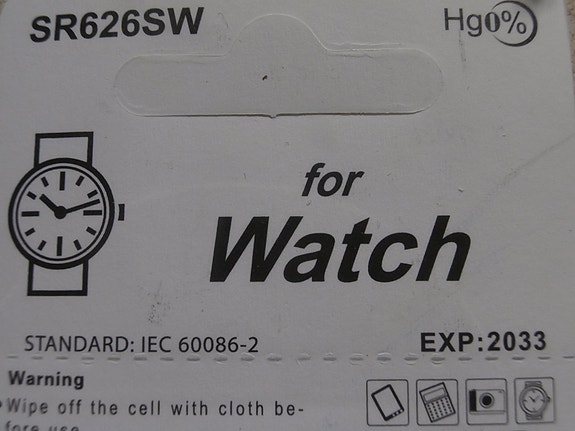 SR626SW
Hg0%
for
Watch
STANDARD: IEC 60086-2
EXP:2033
Warning
•Wipe off the cell with cloth be-
fore use